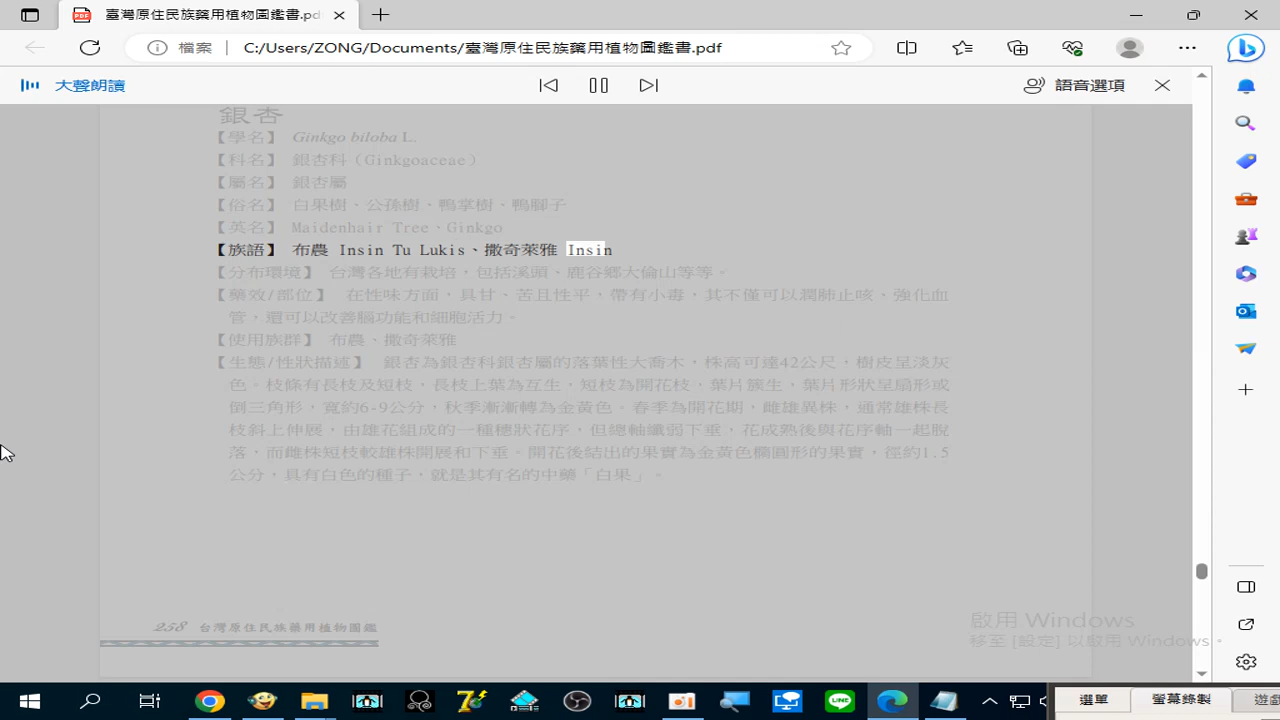 臺灣原住民族藥用植物圖鑑書.pd
檔案 C:/Users/ZONG/Documents/臺灣原住民族藥用植物圖鑑書.pdf
大聲朗讀 語音選項
銀杏
【學名】 Ginkgo biloba L.
【科名】 銀杏科（Ginkgoaceae）
【屬名】 銀杏屬
【俗名】 白果樹、公孫樹、鴨掌樹、鴨腳子
【英名】 Maidenhair Tree、Ginkgo
【族語】 布農 Insin Tu Lukis、撒奇萊雅 Insin
【分布環境】 台灣各地有栽培，包括溪頭、鹿谷鄉大倫山等等。
【藥效/部位】 在性味方面，具甘、苦且性平，帶有小毒，其不僅可以潤肺止咳、強化血
管，還可以改善腦功能和細胞活力。
【使用族群】 布農、撒奇萊雅
【生態/性狀描述】 銀杏為銀杏科銀杏屬的落葉性大喬木，株高可達42公尺，樹皮呈淡灰
色。枝條有長枝及短枝，長枝上葉為互生，短枝為開花枝，葉片簇生，葉片形狀呈扇形或
倒三角形，寬約6-9公分，秋季漸漸轉為金黃色。春季為開花期，雌雄異株，通常雄株長
枝斜上伸展，由雄花組成的一種穗狀花序，但總軸纖弱下垂，花成熟後與花序軸一起脫
落，而雌株短枝較雄株開展和下垂。開花後結出的果實為金黃色橢圓形的果實，徑約1.5
公分，具有白色的種子，就是其有名的中藥「白果」。
258 台灣原住民族藥用植物圖鑑
啟用 Windows
移至 [設定] 以啟用 Windows。
選單 螢幕錄製 遊戲